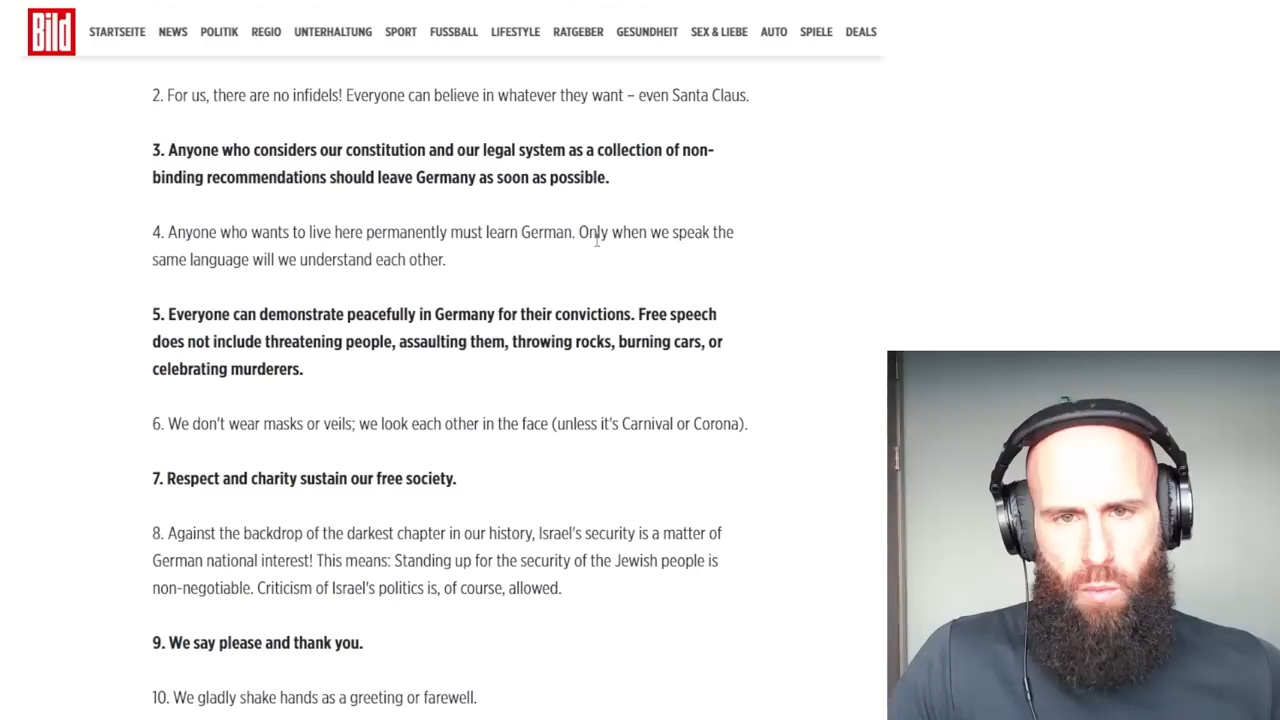 Bild
STARTSEITE NEWS POLITIK REGIO UNTERHALTUNG SPORT FUSSBALL LIFESTYLE RATGEBER GESUNDHEIT SEX & LIEBE AUTO SPIELE DEALS
2. For us, there are no infidels! Everyone can believe in whatever they want – even Santa Claus.
3. Anyone who considers our constitution and our legal system as a collection of non-
binding recommendations should leave Germany as soon as possible.
4. Anyone who wants to live here permanently must learn German. Only when we speak the
same language will we understand each other.
5. Everyone can demonstrate peacefully in Germany for their convictions. Free speech
does not include threatening people, assaulting them, throwing rocks, burning cars, or
celebrating murderers.
6. We don't wear masks or veils; we look each other in the face (unless it's Carnival or Corona).
7. Respect and charity sustain our free society.
8. Against the backdrop of the darkest chapter in our history, Israel's security is a matter of
German national interest! This means: Standing up for the security of the Jewish people is
non-negotiable. Criticism of Israel's politics is, of course, allowed.
9. We say please and thank you.
10. We gladly shake hands as a greeting or farewell.